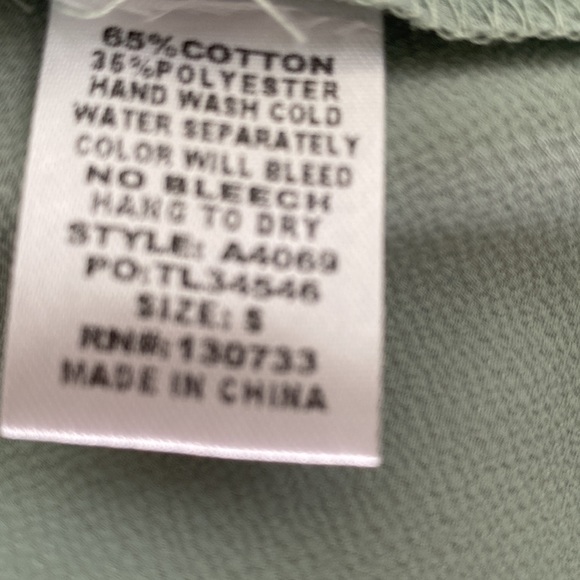 65%COTTON
35%POLYESTER
HAND WASH COLD
WATER SEPARATELY
COLOR WILL BLEED
NO BLEECH
HANG TO DRY
STYLE: A4069
PO:TL34546
SIZE: S
RN#:130733
MADE IN CHINA